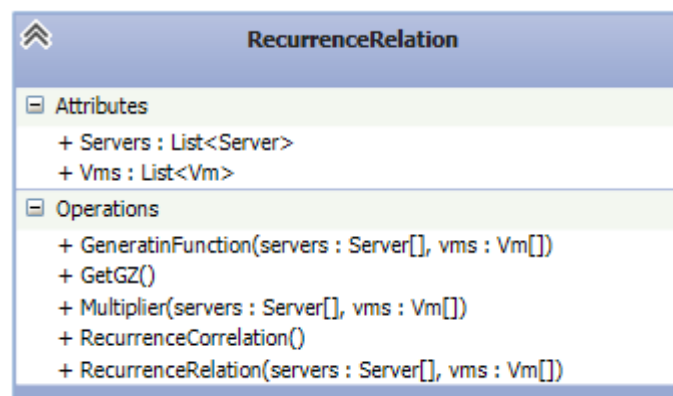 RecurrenceRelation
Attributes
+ Servers : List<Server>
+ Vms : List<Vm>
Operations
+ GeneratinFunction(servers : Server[], vms : Vm[])
+ GetGZ()
+ Multiplier(servers : Server[], vms : Vm[])
+ RecurrenceCorrelation()
+ RecurrenceRelation(servers : Server[], vms : Vm[])